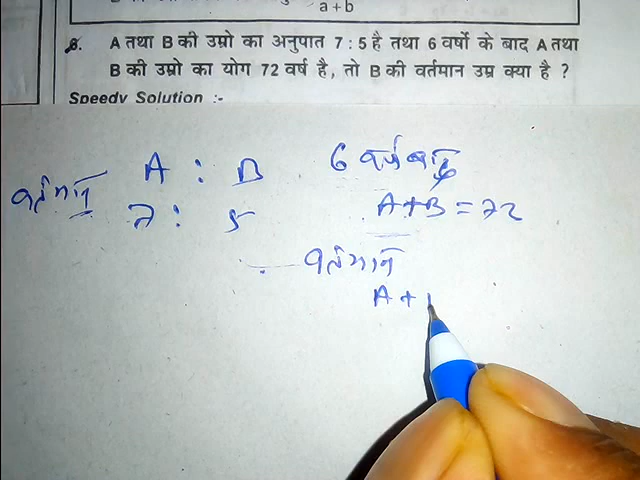 a+b
8. A तथा B की उम्रो का अनुपात 7 : 5 है तथा 6 वर्षो के बाद A तथा
B की उम्रो का योग 72 वर्ष है, तो B की वर्तमान उम्र क्या है ?
Speedy Solution :-
A : B 6 वर्ष बाद
वर्तमान 7 : 5 A+B = 72
वर्तमान
A +